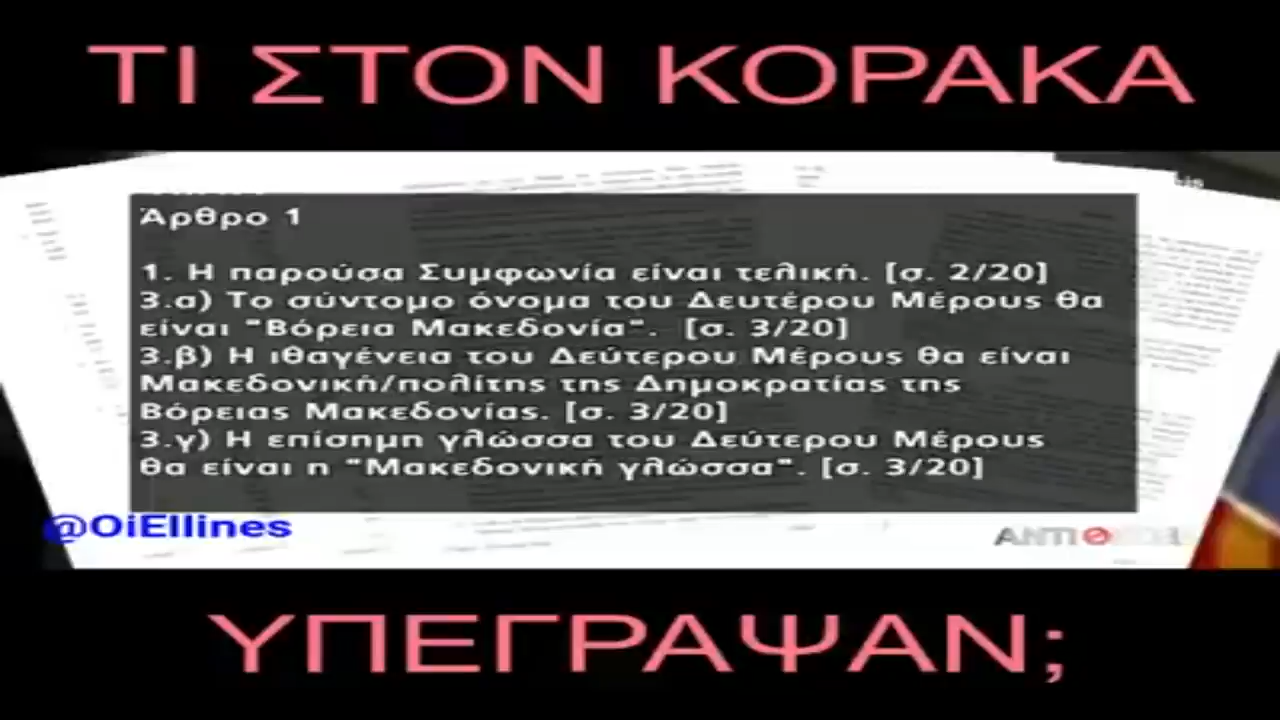 ΤΙ ΣΤΟΝ ΚΟΡΑΚΑ
Άρθρο 1
1. Η παρούσα Συμφωνία είναι τελική. [σ. 2/20]
3.α) Το σύντομο όνομα του Δευτέρου Μέρους θα
είναι "Βόρεια Μακεδονία". [σ. 3/20]
3.β) Η ιθαγένεια του Δεύτερου Μέρους θα είναι
Μακεδονική/πολίτης της Δημοκρατίας της
Βόρειας Μακεδονίας. [σ. 3/20]
3.γ) Η επίσημη γλώσσα του Δεύτερου Μέρους
θα είναι η "Μακεδονική γλώσσα". [σ. 3/20]
@OiEllines
ΥΠΕΓΡΑΨΑΝ;